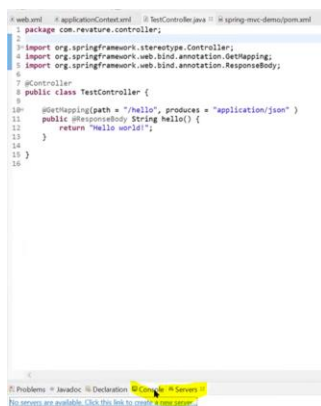 web.xml applicationContext.xml TestController.java spring-mvc-demo/pom.xml
1 package com.revature.controller;
2
3 import org.springframework.stereotype.Controller;
4 import org.springframework.web.bind.annotation.GetMapping;
5 import org.springframework.web.bind.annotation.ResponseBody;
6
7 @Controller
8 public class TestController {
9
10 @GetMapping(path = "/hello", produces = "application/json" )
11 public @ResponseBody String hello() {
12 return "Hello world!";
13 }
14
15 }
16
Problems Javadoc Declaration Console Servers
No servers are available. Click this link to create a new server...